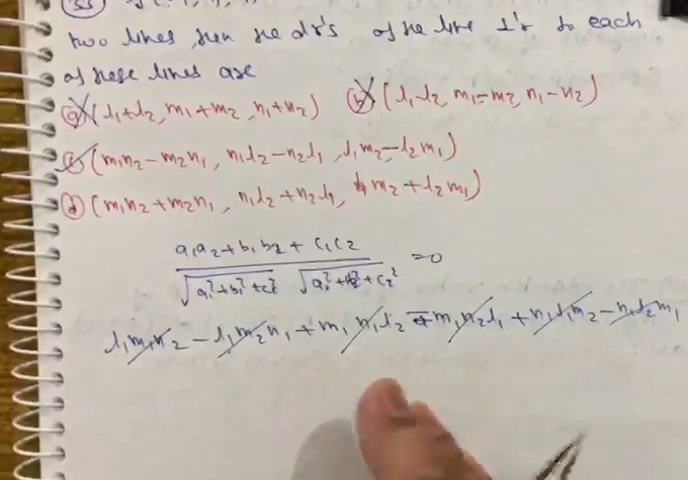 two lines, then the dr's of the line ⊥'r to each
of these lines are
(a) (l₁+l₂, m₁+m₂, n₁+n₂) (b) (l₁-l₂, m₁-m₂, n₁-n₂)
(c) (m₁n₂-m₂n₁, n₁l₂-n₂l₁, l₁m₂-l₂m₁)
(d) (m₁n₂+m₂n₁, n₁l₂+n₂l₁, l₁m₂+l₂m₁)
a₁a₂+b₁b₂+c₁c₂
√a₁²+b₁²+c₁² √a₂²+b₂²+c₂² =0
l₁m₁n₂ - l₁m₂n₁ + m₁n₁l₂ - m₁n₂l₁ + n₁l₁m₂ - n₁l₂m₁